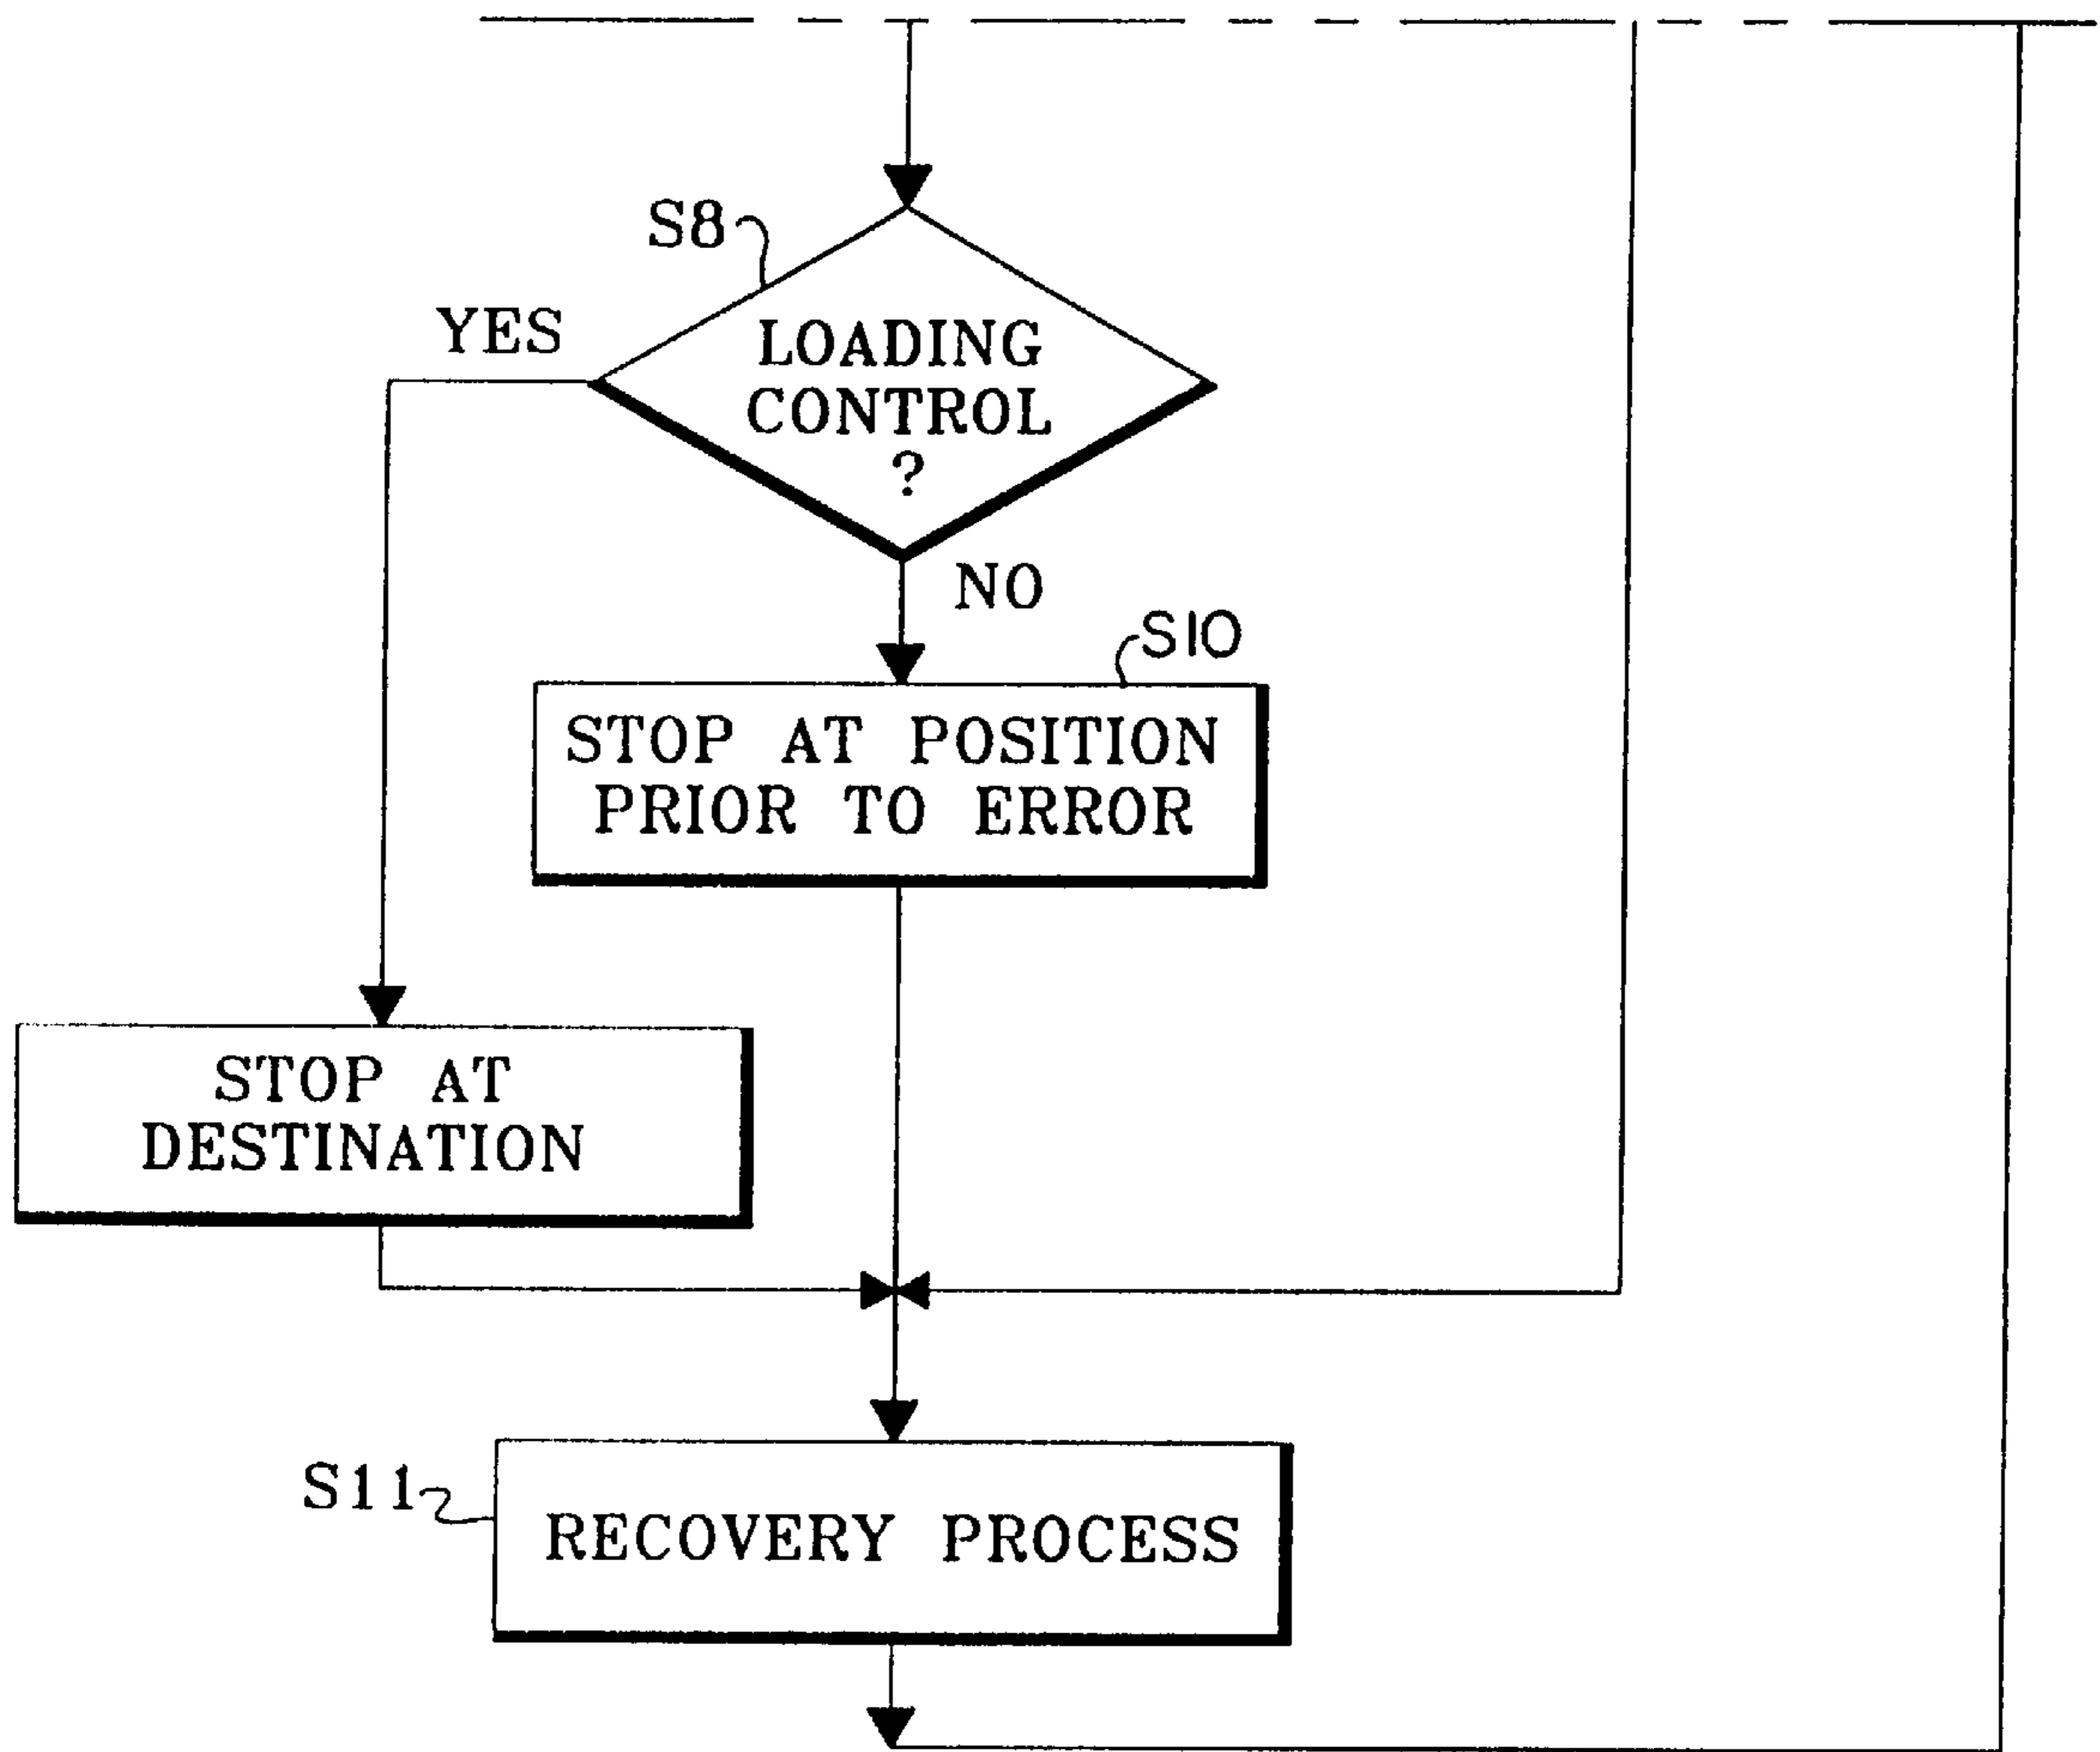 S8
YES
LOADING
CONTROL
?
NO
S10
STOP AT POSITION
PRIOR TO ERROR
STOP AT
DESTINATION
S11
RECOVERY PROCESS